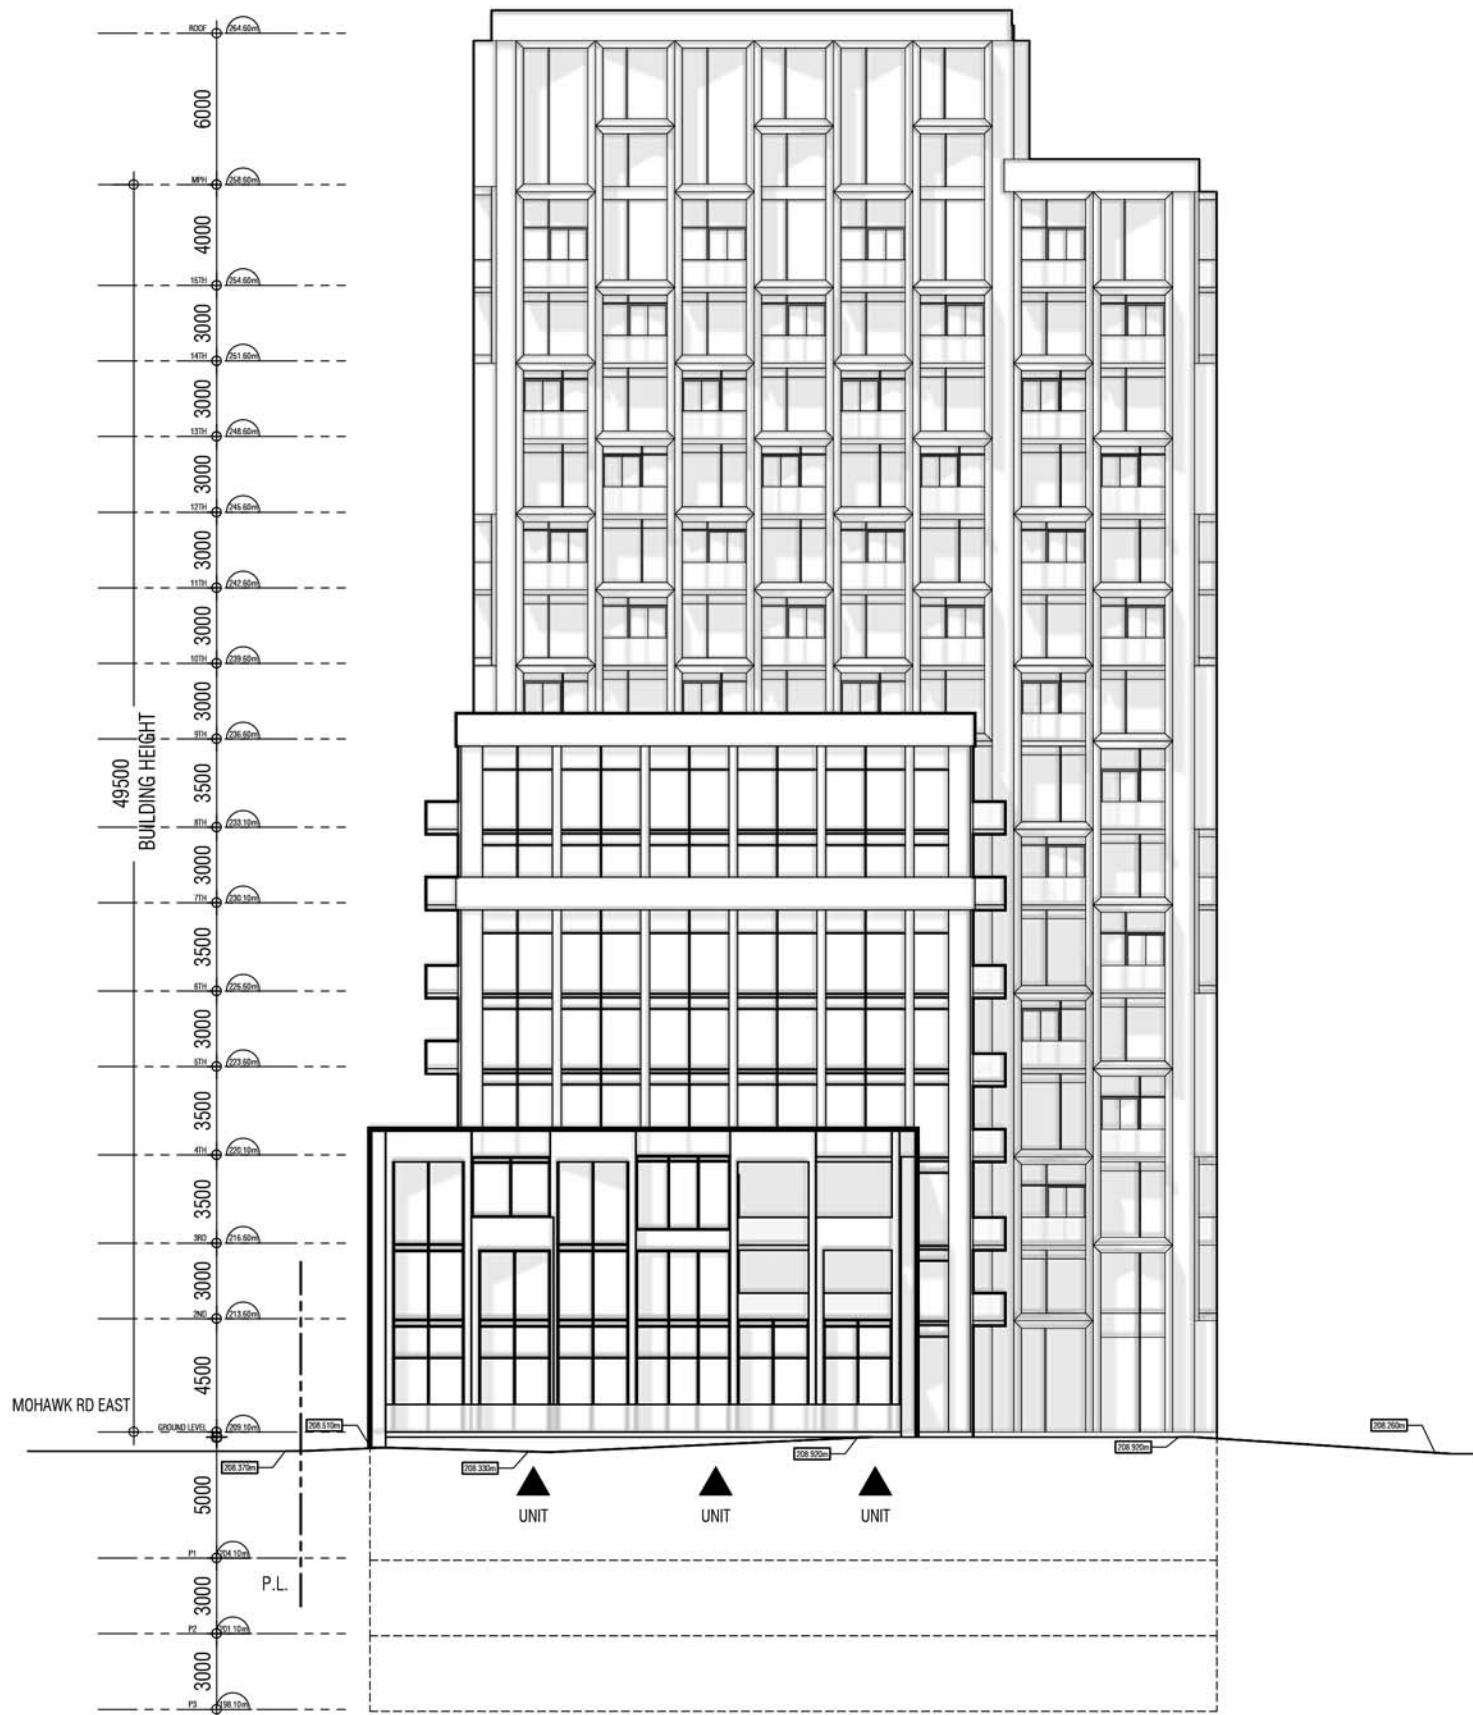 ROOF 264.60m
6000
MPH 258.60m
4000
15TH 254.60m
3000
14TH 251.60m
3000
13TH 248.60m
3000
12TH 245.60m
3000
11TH 242.60m
3000
10TH 239.60m
3000
9TH 236.60m
49500
BUILDING HEIGHT
3500
8TH 233.10m
3000
7TH 230.10m
3500
6TH 226.60m
3000
5TH 223.60m
3500
4TH 220.10m
3500
3RD 216.60m
3000
2ND 213.60m
4500
MOHAWK RD EAST
GROUND LEVEL 209.10m
208.510m
208.260m
208.370m
208.330m
208.920m
208.920m
5000
UNIT
UNIT
UNIT
P1 204.10m
P.L.
3000
P2 201.10m
3000
P3 198.10m